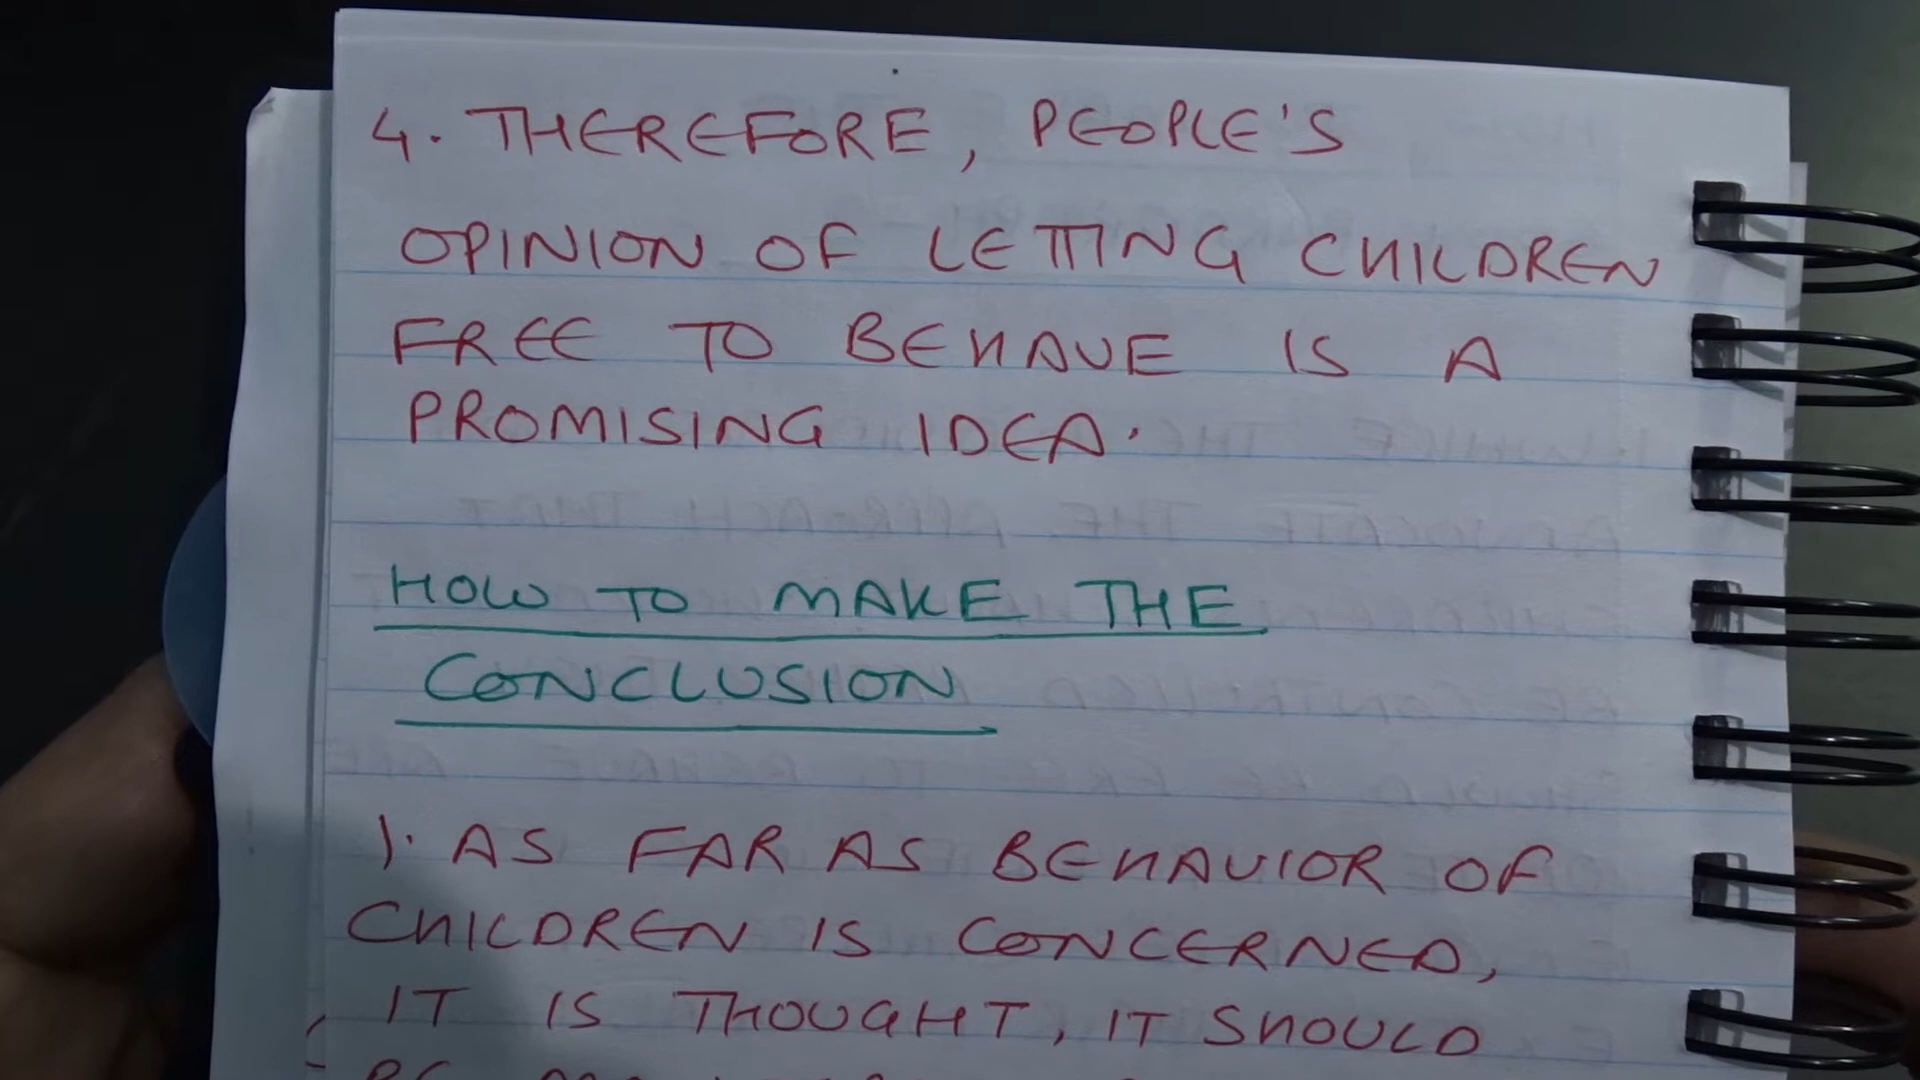 4. THEREFORE, PEOPLE'S
OPINION OF LETTING CHILDREN
FREE TO BEHAVE IS A
PROMISING IDEA.
HOW TO MAKE THE
CONCLUSION
1. AS FAR AS BEHAVIOR OF
CHILDREN IS CONCERNED,
IT IS THOUGHT, IT SHOULD